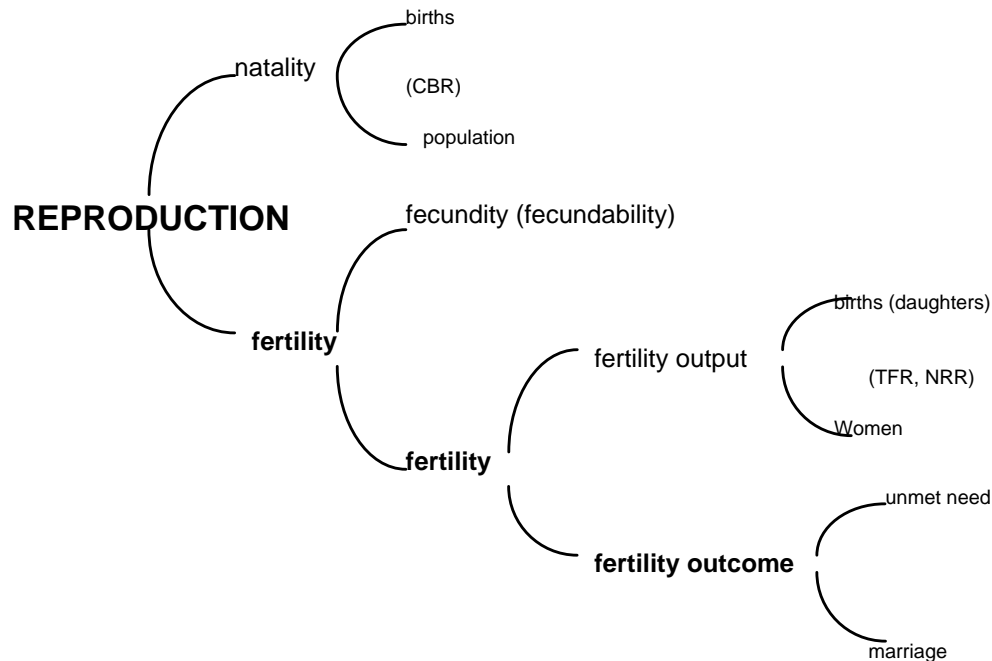 births
natality
(CBR)
population
REPRODUCTION
fecundity (fecundability)
births (daughters)
fertility
fertility output
(TFR, NRR)
Women
fertility
unmet need
fertility outcome
marriage